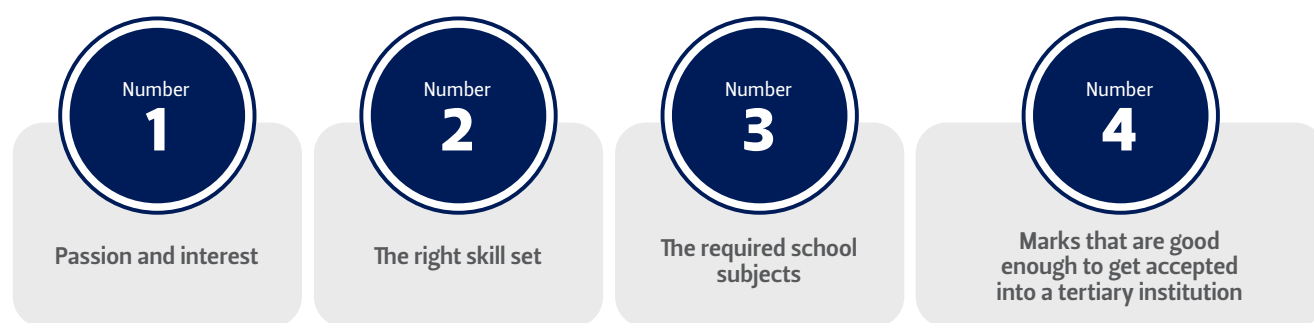 Number
1
Passion and interest
Number
2
The right skill set
Number
3
The required school
subjects
Number
4
Marks that are good
enough to get accepted
into a tertiary institution